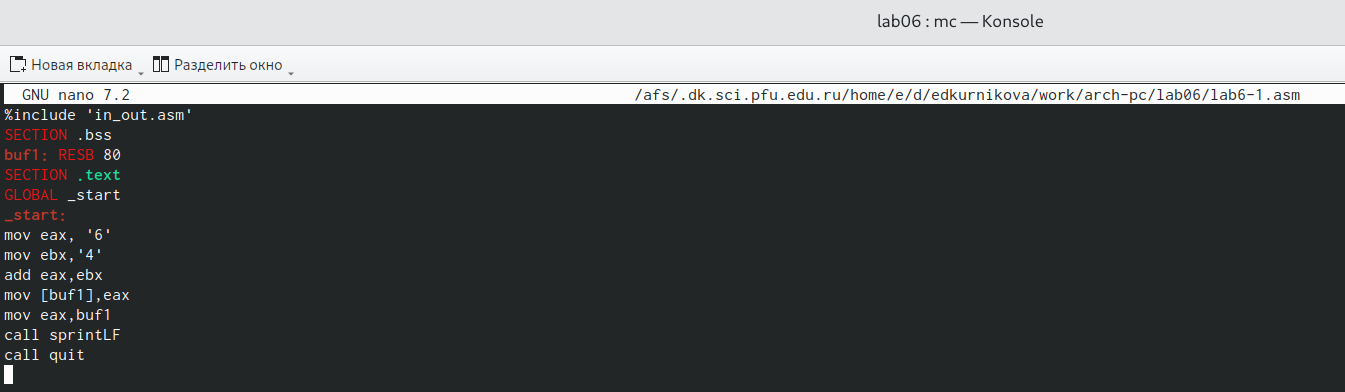 lab06 : mc — Konsole
Новая вкладка Разделить окно
GNU nano 7.2 /afs/.dk.sci.pfu.edu.ru/home/e/d/edkurnikova/work/arch-pc/lab06/lab6-1.asm
%include 'in_out.asm'
SECTION .bss
buf1: RESB 80
SECTION .text
GLOBAL _start
_start:
mov eax, '6'
mov ebx,'4'
add eax,ebx
mov [buf1],eax
mov eax,buf1
call sprintLF
call quit